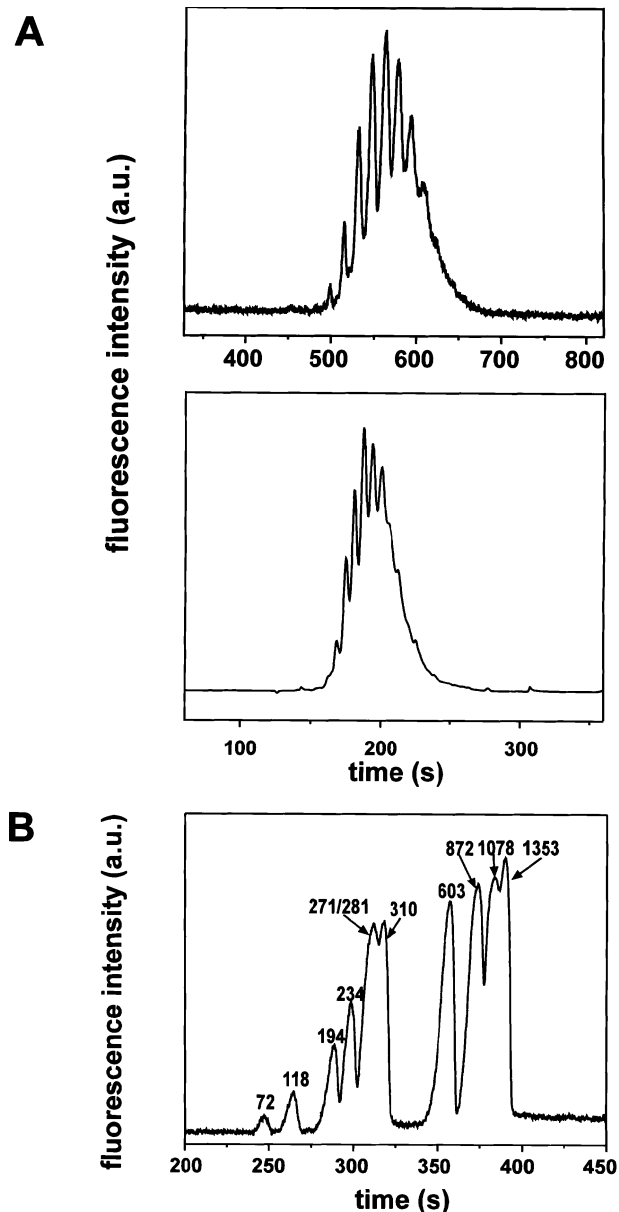 A
fluorescence intensity (a.u.)
400 500 600 700 800
100 200 300
time (s)
B
fluorescence intensity (a.u.)
872 1078 1353
271/281 310 603
234
194
118
72
200 250 300 350 400 450
time (s)